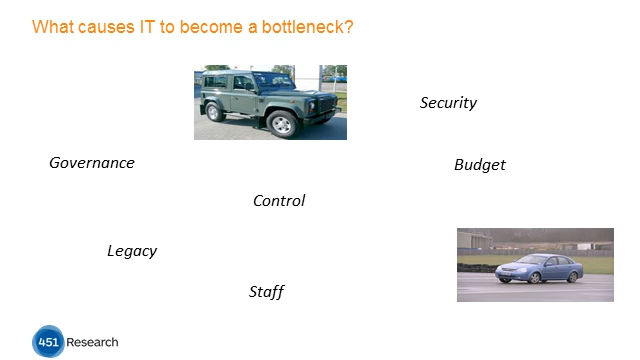 What causes IT to become a bottleneck?
Security
Governance
Budget
Control
Legacy
Staff
451 Research